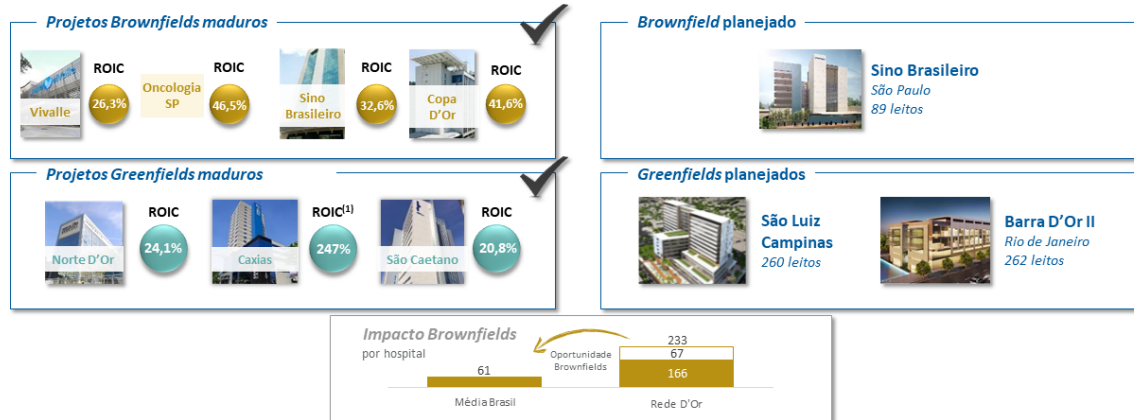 Projetos Brownfields maduros
Vivalle
ROIC
26,3%
Oncologia
SP
ROIC
46,5%
Sino
Brasileiro
ROIC
32,6%
Copa
D'Or
ROIC
41,6%
Brownfield planejado
Sino Brasileiro
São Paulo
89 leitos
Projetos Greenfields maduros
Norte D'Or
ROIC
24,1%
Caxias
ROIC(1)
247%
São Caetano
ROIC
20,8%
Greenfields planejados
São Luiz
Campinas
260 leitos
Barra D'Or II
Rio de Janeiro
262 leitos
Impacto Brownfields
por hospital
61
Média Brasil
Oportunidade
Brownfields
233
67
166
Rede D'Or